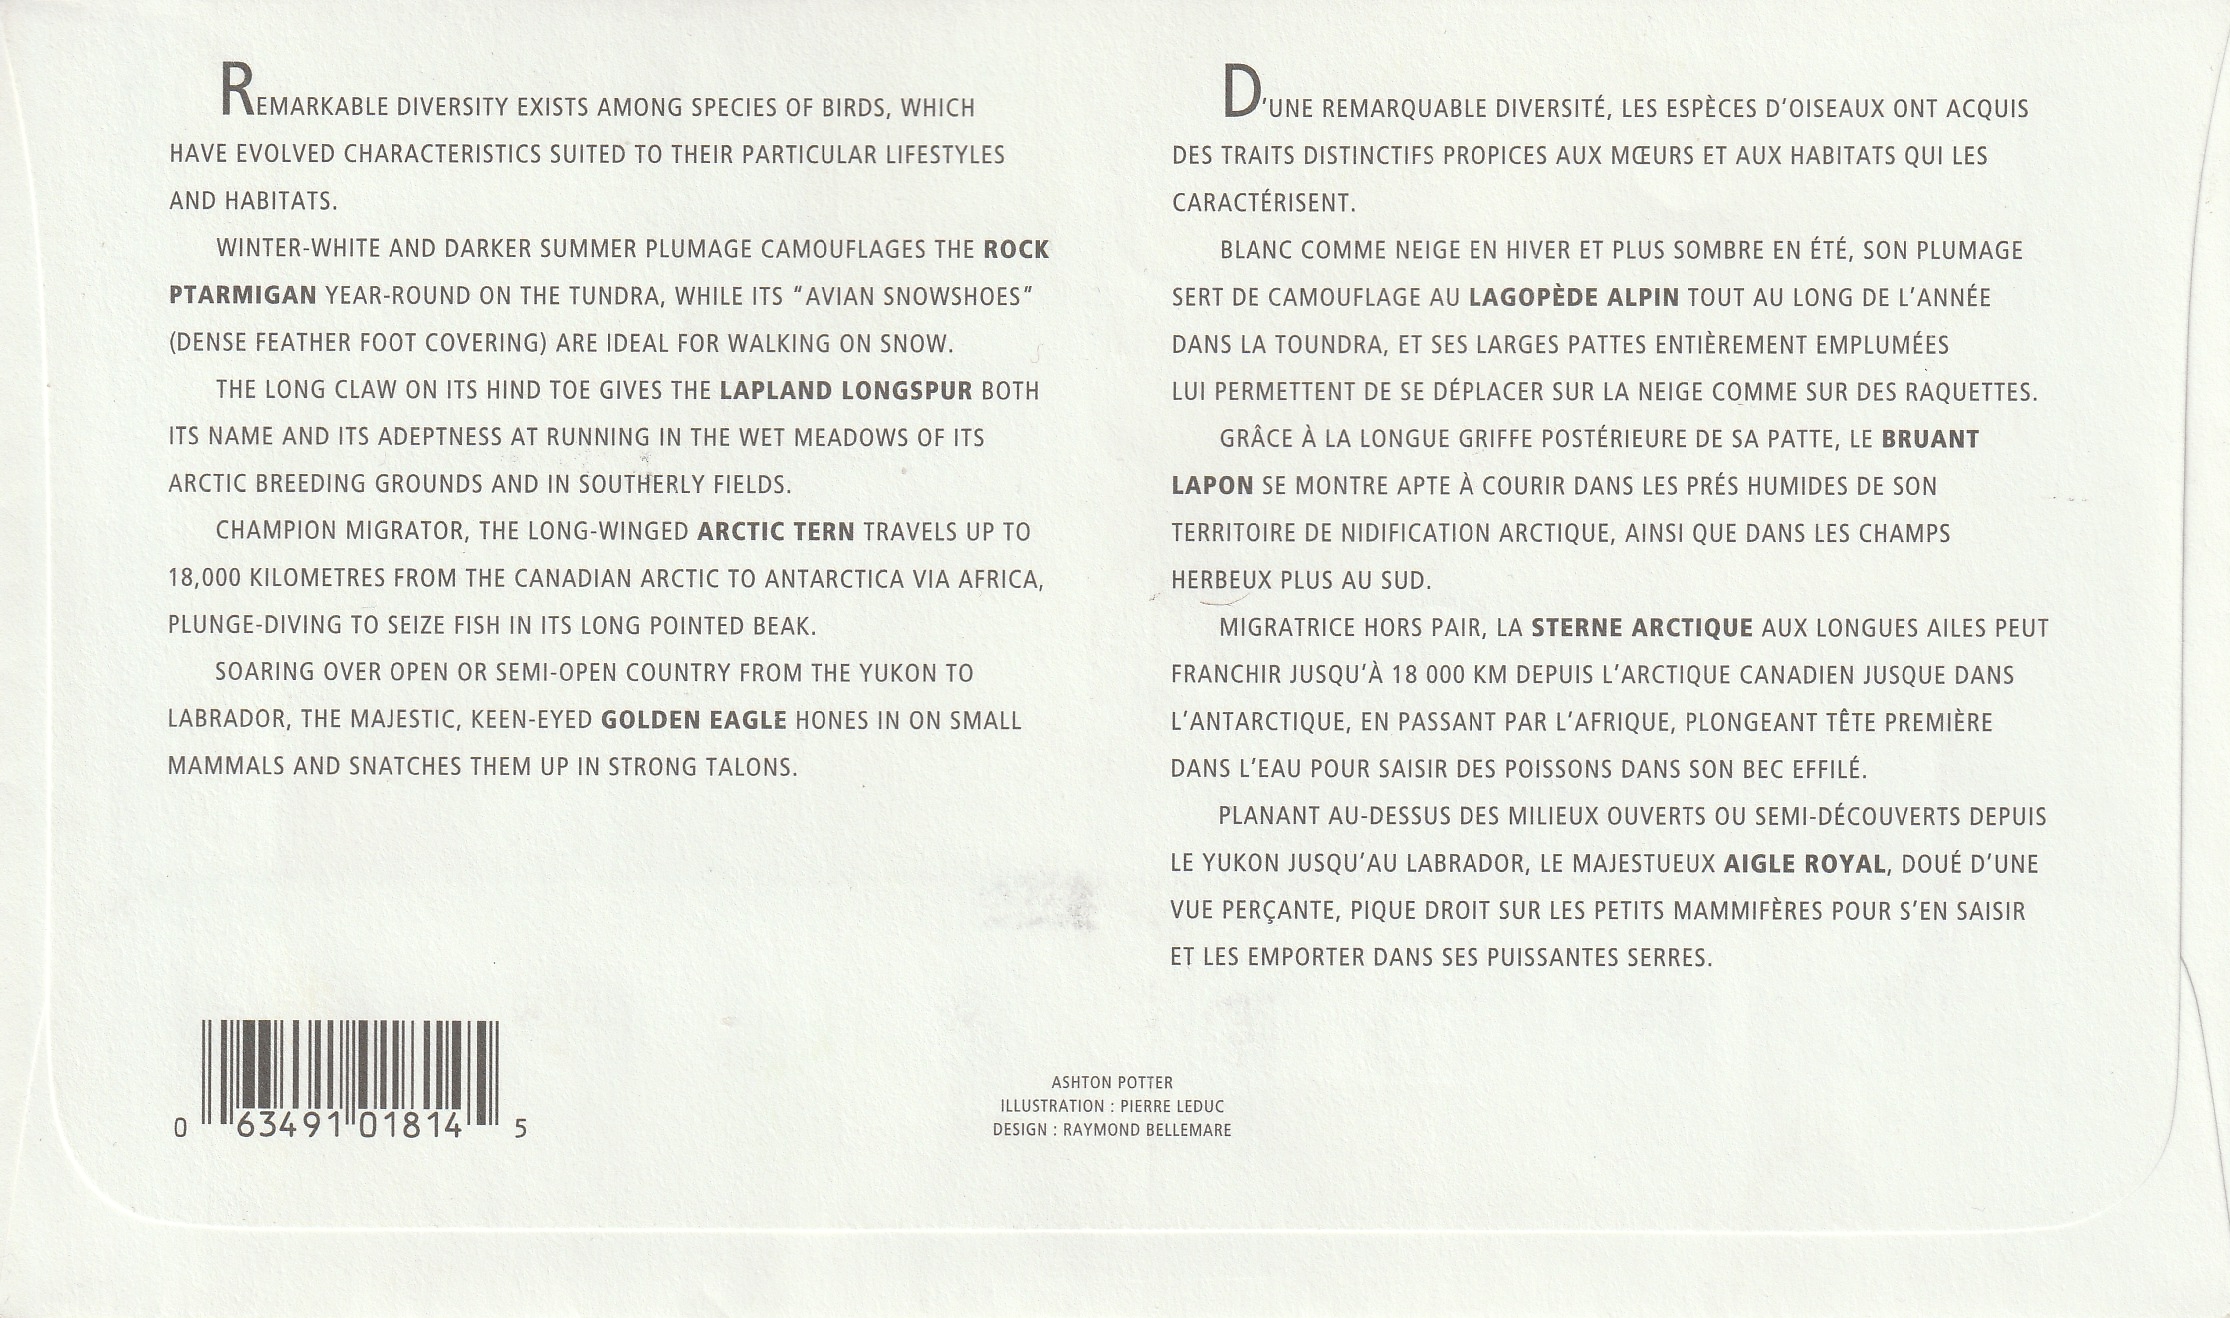 REMARKABLE DIVERSITY EXISTS AMONG SPECIES OF BIRDS, WHICH
HAVE EVOLVED CHARACTERISTICS SUITED TO THEIR PARTICULAR LIFESTYLES
AND HABITATS.
WINTER-WHITE AND DARKER SUMMER PLUMAGE CAMOUFLAGES THE ROCK
PTARMIGAN YEAR-ROUND ON THE TUNDRA, WHILE ITS "AVIAN SNOWSHOES"
(DENSE FEATHER FOOT COVERING) ARE IDEAL FOR WALKING ON SNOW.
THE LONG CLAW ON ITS HIND TOE GIVES THE LAPLAND LONGSPUR BOTH
ITS NAME AND ITS ADEPTNESS AT RUNNING IN THE WET MEADOWS OF ITS
ARCTIC BREEDING GROUNDS AND IN SOUTHERLY FIELDS.
CHAMPION MIGRATOR, THE LONG-WINGED ARCTIC TERN TRAVELS UP TO
18,000 KILOMETRES FROM THE CANADIAN ARCTIC TO ANTARCTICA VIA AFRICA,
PLUNGE-DIVING TO SEIZE FISH IN ITS LONG POINTED BEAK.
SOARING OVER OPEN OR SEMI-OPEN COUNTRY FROM THE YUKON TO
LABRADOR, THE MAJESTIC, KEEN-EYED GOLDEN EAGLE HONES IN ON SMALL
MAMMALS AND SNATCHES THEM UP IN STRONG TALONS.
D'UNE REMARQUABLE DIVERSITÉ, LES ESPÈCES D'OISEAUX ONT ACQUIS
DES TRAITS DISTINCTIFS PROPICES AUX MŒURS ET AUX HABITATS QUI LES
CARACTÉRISENT.
BLANC COMME NEIGE EN HIVER ET PLUS SOMBRE EN ÉTÉ, SON PLUMAGE
SERT DE CAMOUFLAGE AU LAGOPÈDE ALPIN TOUT AU LONG DE L'ANNÉE
DANS LA TOUNDRA, ET SES LARGES PATTES ENTIÈREMENT EMPLUMÉES
LUI PERMETTENT DE SE DÉPLACER SUR LA NEIGE COMME SUR DES RAQUETTES.
GRÂCE À LA LONGUE GRIFFE POSTÉRIEURE DE SA PATTE, LE BRUANT
LAPON SE MONTRE APTE À COURIR DANS LES PRÉS HUMIDES DE SON
TERRITOIRE DE NIDIFICATION ARCTIQUE, AINSI QUE DANS LES CHAMPS
HERBEUX PLUS AU SUD.
MIGRATRICE HORS PAIR, LA STERNE ARCTIQUE AUX LONGUES AILES PEUT
FRANCHIR JUSQU'À 18 000 KM DEPUIS L'ARCTIQUE CANADIEN JUSQUE DANS
L'ANTARCTIQUE, EN PASSANT PAR L'AFRIQUE, PLONGEANT TÊTE PREMIÈRE
DANS L'EAU POUR SAISIR DES POISSONS DANS SON BEC EFFILÉ.
PLANANT AU-DESSUS DES MILIEUX OUVERTS OU SEMI-DÉCOUVERTS DEPUIS
LE YUKON JUSQU'AU LABRADOR, LE MAJESTUEUX AIGLE ROYAL, DOUÉ D'UNE
VUE PERÇANTE, PIQUE DROIT SUR LES PETITS MAMMIFÈRES POUR S'EN SAISIR
ET LES EMPORTER DANS SES PUISSANTES SERRES.
0 63491 01814 5
ASHTON POTTER
ILLUSTRATION : PIERRE LEDUC
DESIGN : RAYMOND BELLEMARE